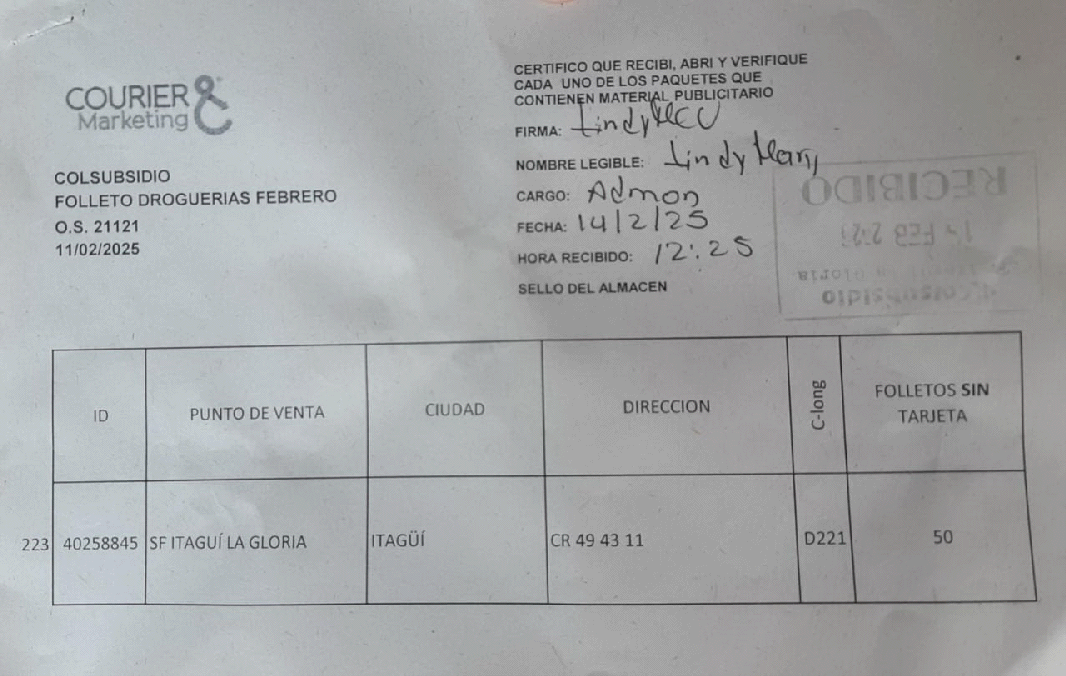 COURIER &
Marketing
COLSUBSIDIO
FOLLETO DROGUERIAS FEBRERO
O.S. 21121
11/02/2025
CERTIFICO QUE RECIBI, ABRI Y VERIFIQUE
CADA UNO DE LOS PAQUETES QUE
CONTIENEN MATERIAL PUBLICITARIO
FIRMA:
NOMBRE LEGIBLE: Lindy
CARGO: Admon
FECHA: 14/2/25
HORA RECIBIDO: 12:25
SELLO DEL ALMACEN
RECIBIDO
FEB
Colsubsidio
ID PUNTO DE VENTA CIUDAD DIRECCION C-long FOLLETOS SIN
TARJETA
223 40258845 SF ITAGUÍ LA GLORIA ITAGÜÍ CR 49 43 11 D221 50